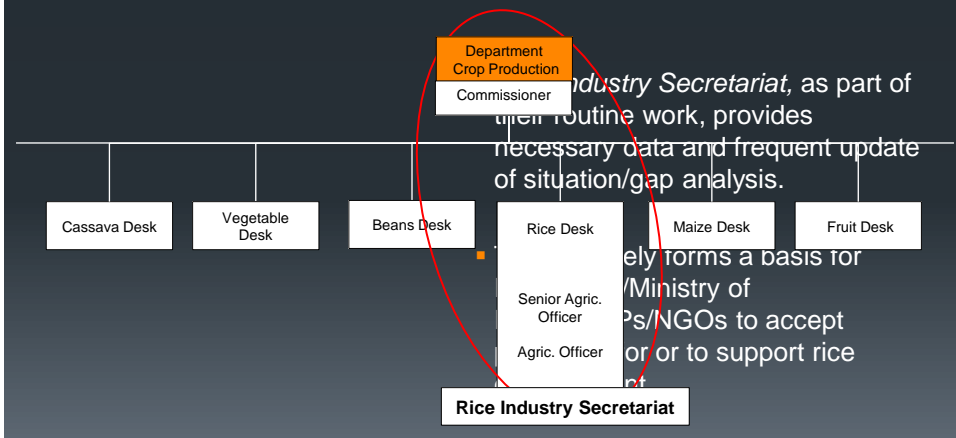 Department
Crop Production
Commissioner
Industry Secretariat, as part of
their routine work, provides
necessary data and frequent update
of situation/gap analysis.
Cassava Desk
Vegetable
Desk
Beans Desk
Rice Desk
Maize Desk
Fruit Desk
forms a basis for
/Ministry of
/NGOs to accept
or to support rice
Senior Agric.
Officer
Agric. Officer
Rice Industry Secretariat